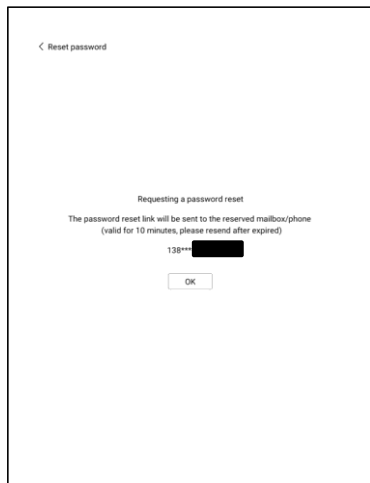 < Reset password
Requesting a password reset
The password reset link will be sent to the reserved mailbox/phone
(valid for 10 minutes, please resend after expired)
138***
OK